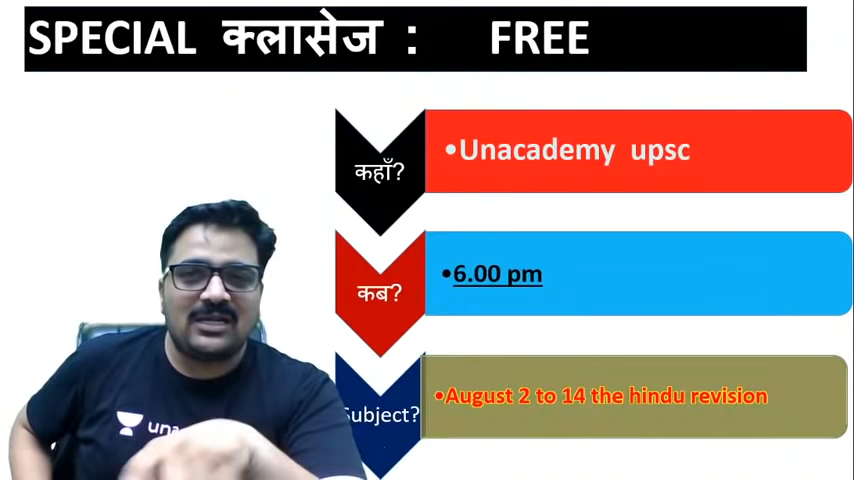 SPECIAL क्लासेज : FREE
कहाँ?
•Unacademy upsc
कब?
•6.00 pm
Subject?
•August 2 to 14 the hindu revision